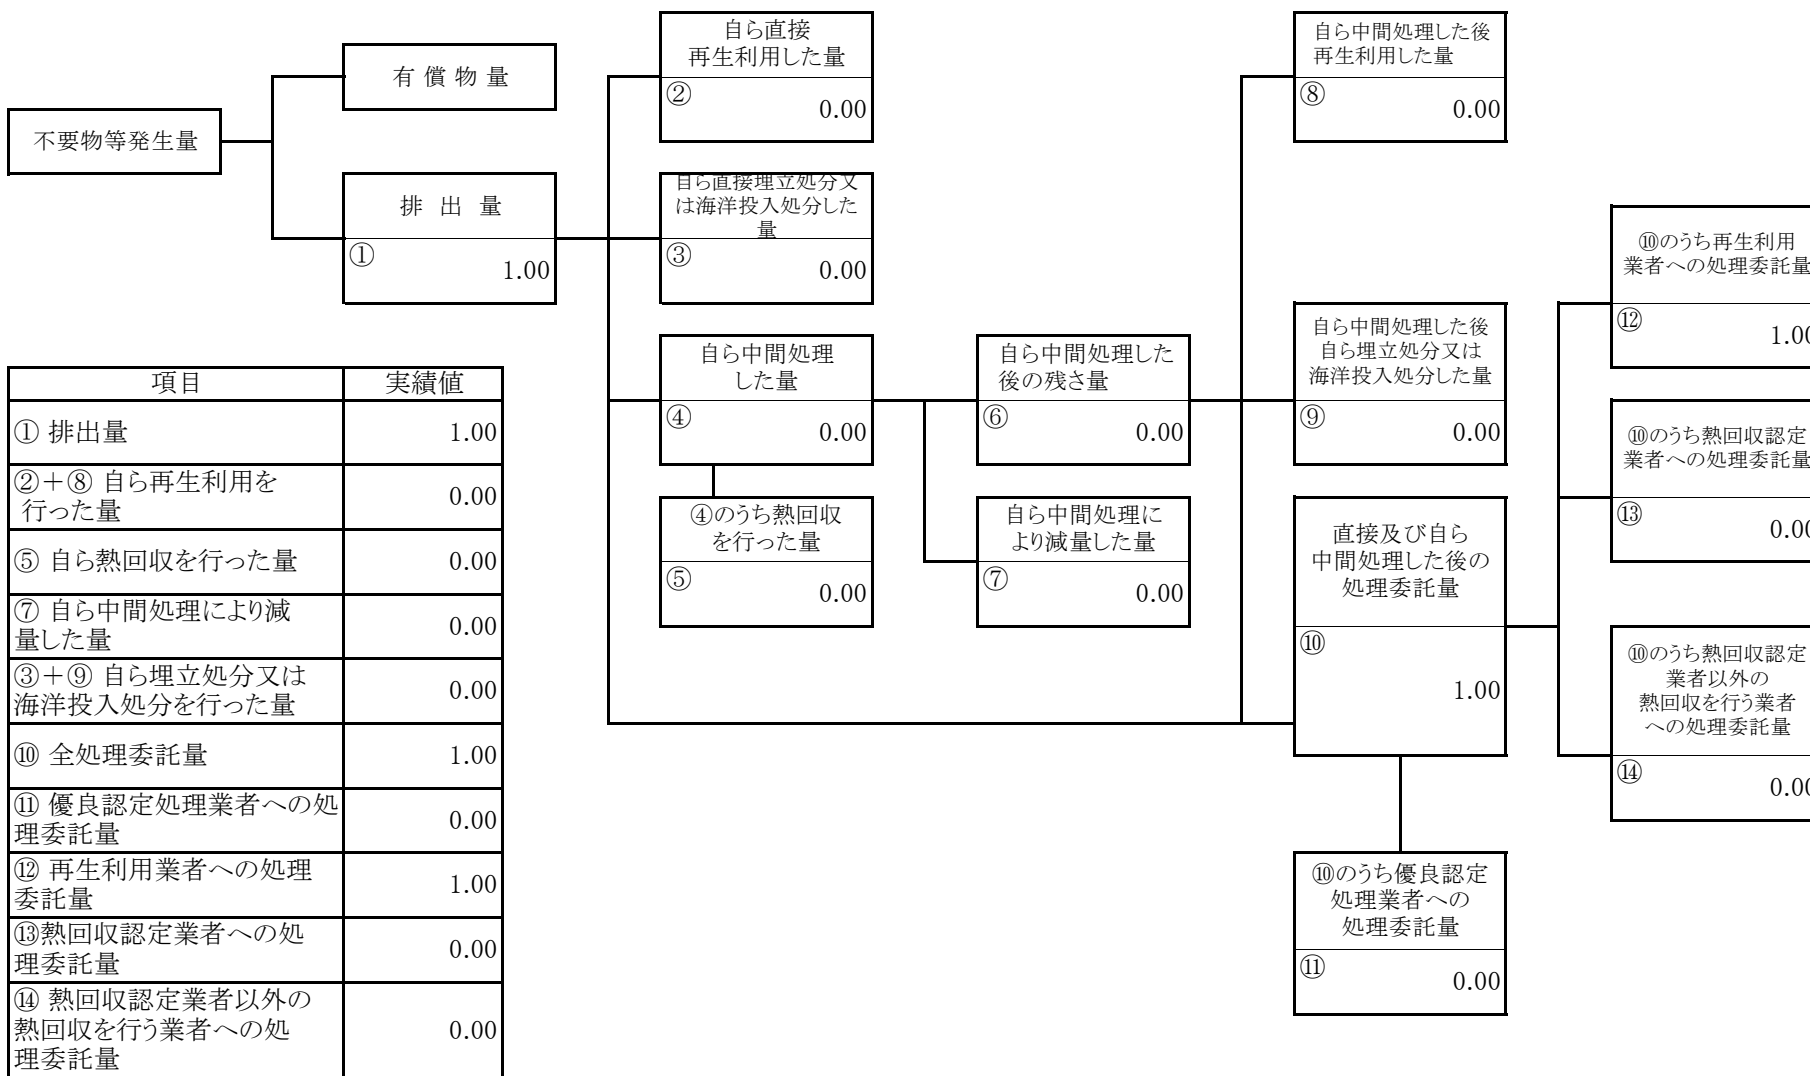 自ら直接
再生利用した量
②
0.00
自ら中間処理した後
再生利用した量
⑧
0.00
有 償 物 量
不要物等発生量
排 出 量
①
1.00
自ら直接埋立処分又
は海洋投入処分した
量
③
0.00
⑩のうち再生利用
業者への処理委託量
⑫
1.00
自ら中間処理
した量
④
0.00
自ら中間処理した
後の残さ量
⑥
0.00
自ら中間処理した後
自ら埋立処分又は
海洋投入処分した量
⑨
0.00
⑩のうち熱回収認定
業者への処理委託量
⑬
0.00
④のうち熱回収
を行った量
⑤
0.00
自ら中間処理に
より減量した量
⑦
0.00
直接及び自ら
中間処理した後の
処理委託量
⑩
1.00
⑩のうち熱回収認定
業者以外の
熱回収を行う業者
への処理委託量
⑭
0.00
⑩のうち優良認定
処理業者への
処理委託量
⑪
0.00
項目 実績値
① 排出量 1.00
②+⑧ 自ら再生利用を
行った量 0.00
⑤ 自ら熱回収を行った量 0.00
⑦ 自ら中間処理により減
量した量 0.00
③+⑨ 自ら埋立処分又は
海洋投入処分を行った量 0.00
⑩ 全処理委託量 1.00
⑪ 優良認定処理業者への処
理委託量 0.00
⑫ 再生利用業者への処理
委託量 1.00
⑬熱回収認定業者への処
理委託量 0.00
⑭ 熱回収認定業者以外の
熱回収を行う業者への処
理委託量 0.00